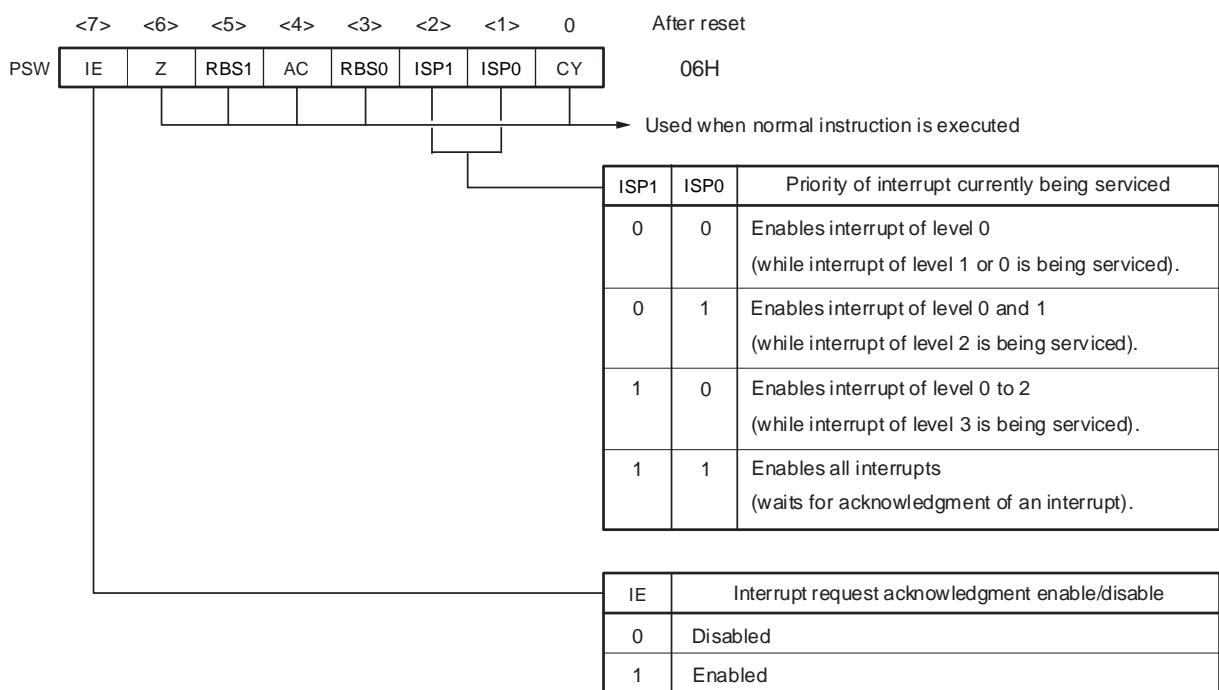 <7> <6> <5> <4> <3> <2> <1> 0 After reset
PSW IE Z RBS1 AC RBS0 ISP1 ISP0 CY 06H
Used when normal instruction is executed
ISP1 ISP0 Priority of interrupt currently being serviced
0 0 Enables interrupt of level 0
(while interrupt of level 1 or 0 is being serviced).
0 1 Enables interrupt of level 0 and 1
(while interrupt of level 2 is being serviced).
1 0 Enables interrupt of level 0 to 2
(while interrupt of level 3 is being serviced).
1 1 Enables all interrupts
(waits for acknowledgment of an interrupt).
IE Interrupt request acknowledgment enable/disable
0 Disabled
1 Enabled